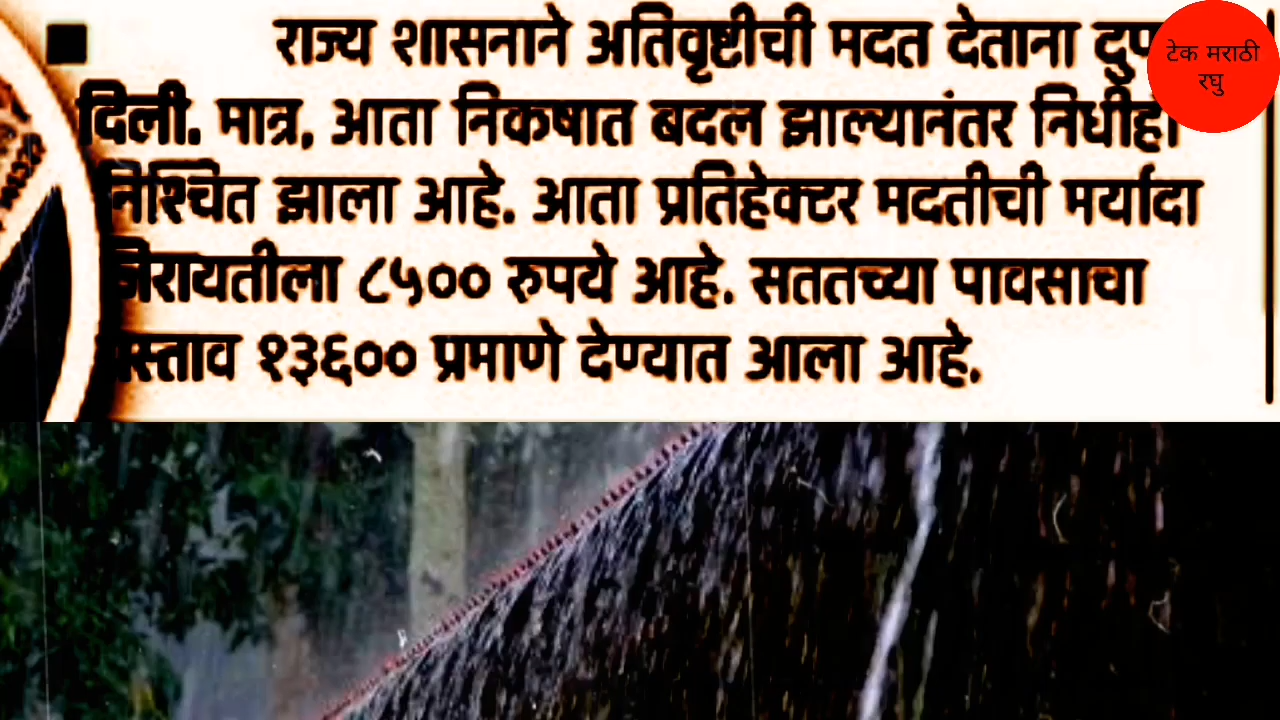 राज्य शासनाने अतिवृष्टीची मदत देताना
दिली. मात्र, आता निकषात बदल झाल्यानंतर निधीही
निश्चित झाला आहे. आता प्रतिहेक्टर मदतीची मर्यादा
जिरायतीला ८५०० रुपये आहे. सततच्या पावसाचा
१३६०० प्रमाणे देण्यात आला आहे.
टेक मराठी
रघु